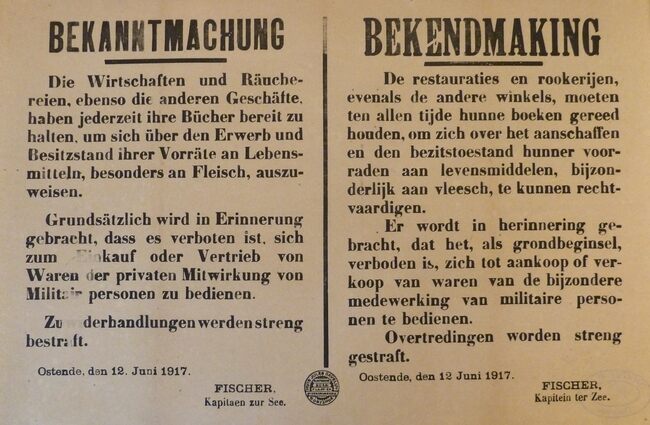 BEKANNTMACHUNG
Die Wirtschaften und Räuche-
reien, ebenso die anderen Geschäfte,
haben jederzeit ihre Bücher bereit zu
halten, um sich über den Erwerb und
Besitzstand ihrer Vorräte an Lebens-
mitteln, besonders an Fleisch, auszu-
weisen.
Grundsätzlich wird in Erinnerung
gebracht, dass es verboten ist, sich
zum Einkauf oder Vertrieb von
Waren der privaten Mitwirkung von
Militair personen zu bedienen.
Zu derhandlungen werden streng
bestraft.
Ostende, den 12. Juni 1917.
FISCHER,
Kapitaen zur See.
BEKENDMAKING
De restauraties en rookerijen,
evenals de andere winkels, moeten
ten allen tijde hunne boeken gereed
houden, om zich over het aanschaffen
en den bezitstoestand hunner voor-
raden aan levensmiddelen, bijzon-
derlijk aan vleesch, te kunnen recht-
vaardigen.
Er wordt in herinnering ge-
bracht, dat het, als grondbeginsel,
verboden is, zich tot aankoop of ver-
koop van waren van de bijzondere
medewerking van militaire perso-
nen te bedienen.
Overtredingen worden streng
gestraft.
Oostende, den 12 Juni 1917.
FISCHER,
Kapitein ter Zee.